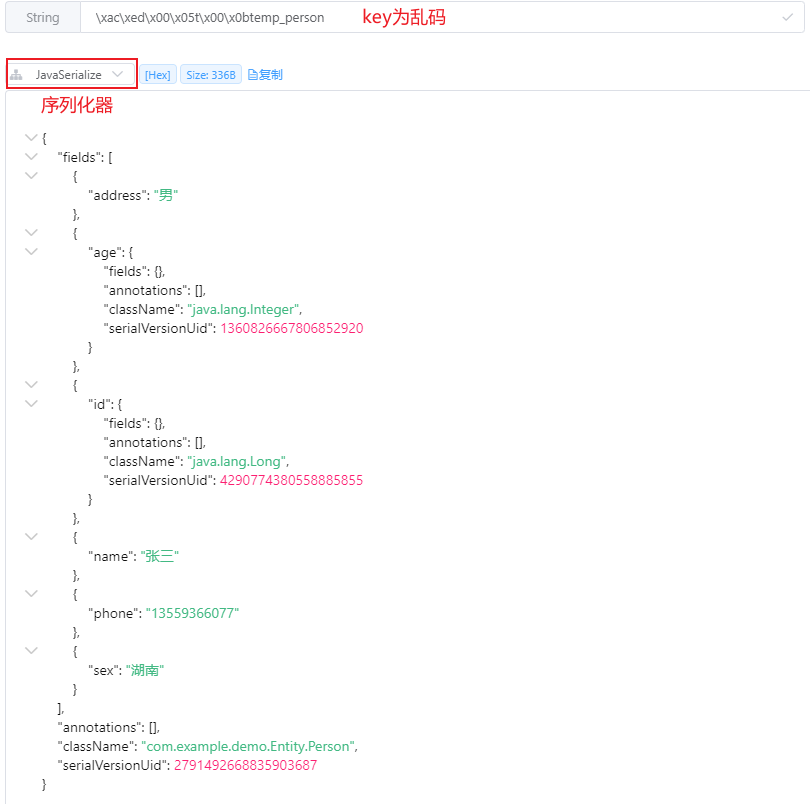 String \xac\xed\x00\x05t\x00\x0btemp_person key为乱码
JavaSerialize [Hex] Size: 336B 复制
序列化器
{
"fields": [
{
"address": "男"
},
{
"age": {
"fields": {},
"annotations": [],
"className": "java.lang.Integer",
"serialVersionUid": 1360826667806852920
}
},
{
"id": {
"fields": {},
"annotations": [],
"className": "java.lang.Long",
"serialVersionUid": 4290774380558885855
}
},
{
"name": "张三"
},
{
"phone": "13559366077"
},
{
"sex": "湖南"
}
],
"annotations": [],
"className": "com.example.demo.Entity.Person",
"serialVersionUid": 2791492668835903687
}